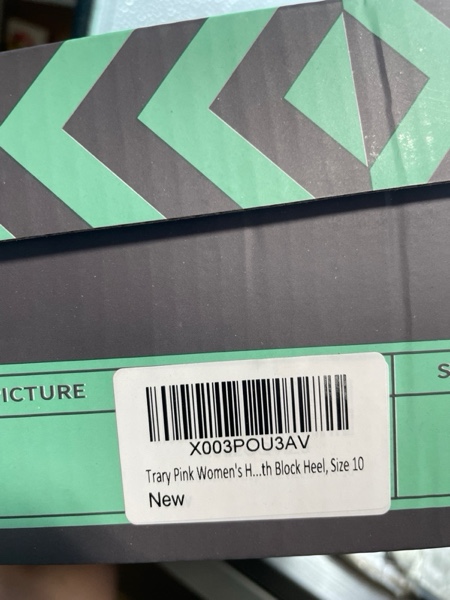 ICTURE
S
X003POU3AV
Trary Pink Women's H...th Block Heel, Size 10
New